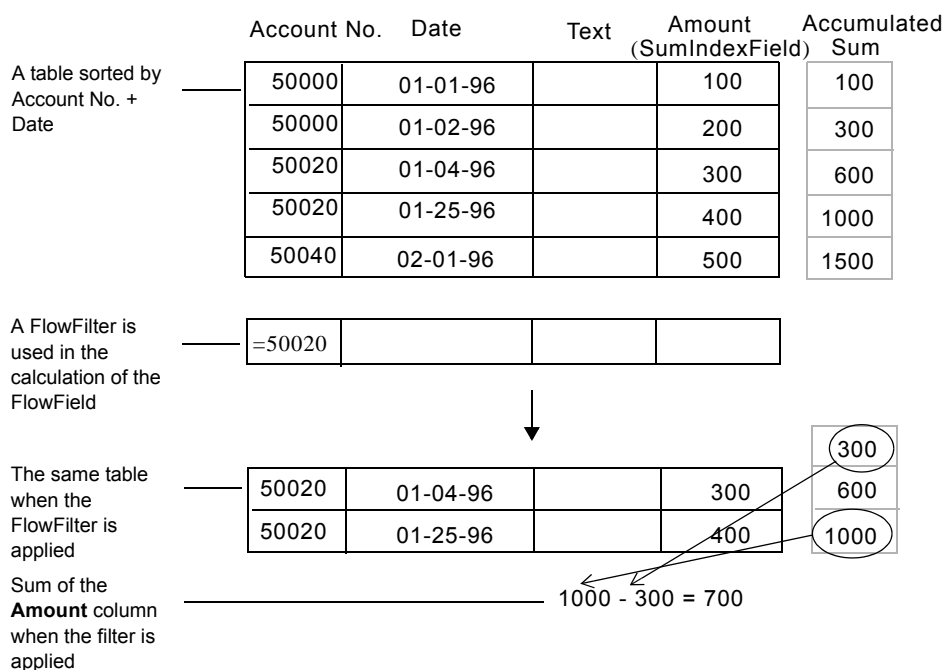 Account No. Date Text Amount Accumulated
(SumIndexField) Sum
A table sorted by
Account No. +
Date
50000 01-01-96 100 100
50000 01-02-96 200 300
50020 01-04-96 300 600
50020 01-25-96 400 1000
50040 02-01-96 500 1500
A FlowFilter is
used in the
calculation of the
FlowField
=50020
300
The same table
when the
FlowFilter is
applied
50020 01-04-96 300 600
50020 01-25-96 400 1000
Sum of the
Amount column
when the filter is
applied
1000 - 300 = 700